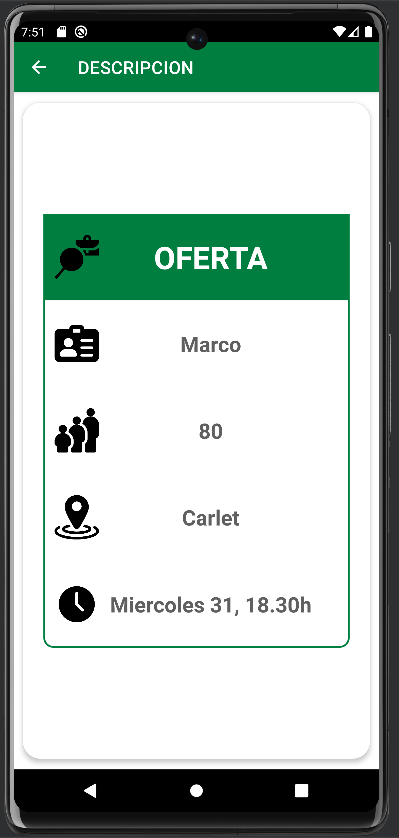 7:51
DESCRIPCION
OFERTA
Marco
80
Carlet
Miercoles 31, 18.30h